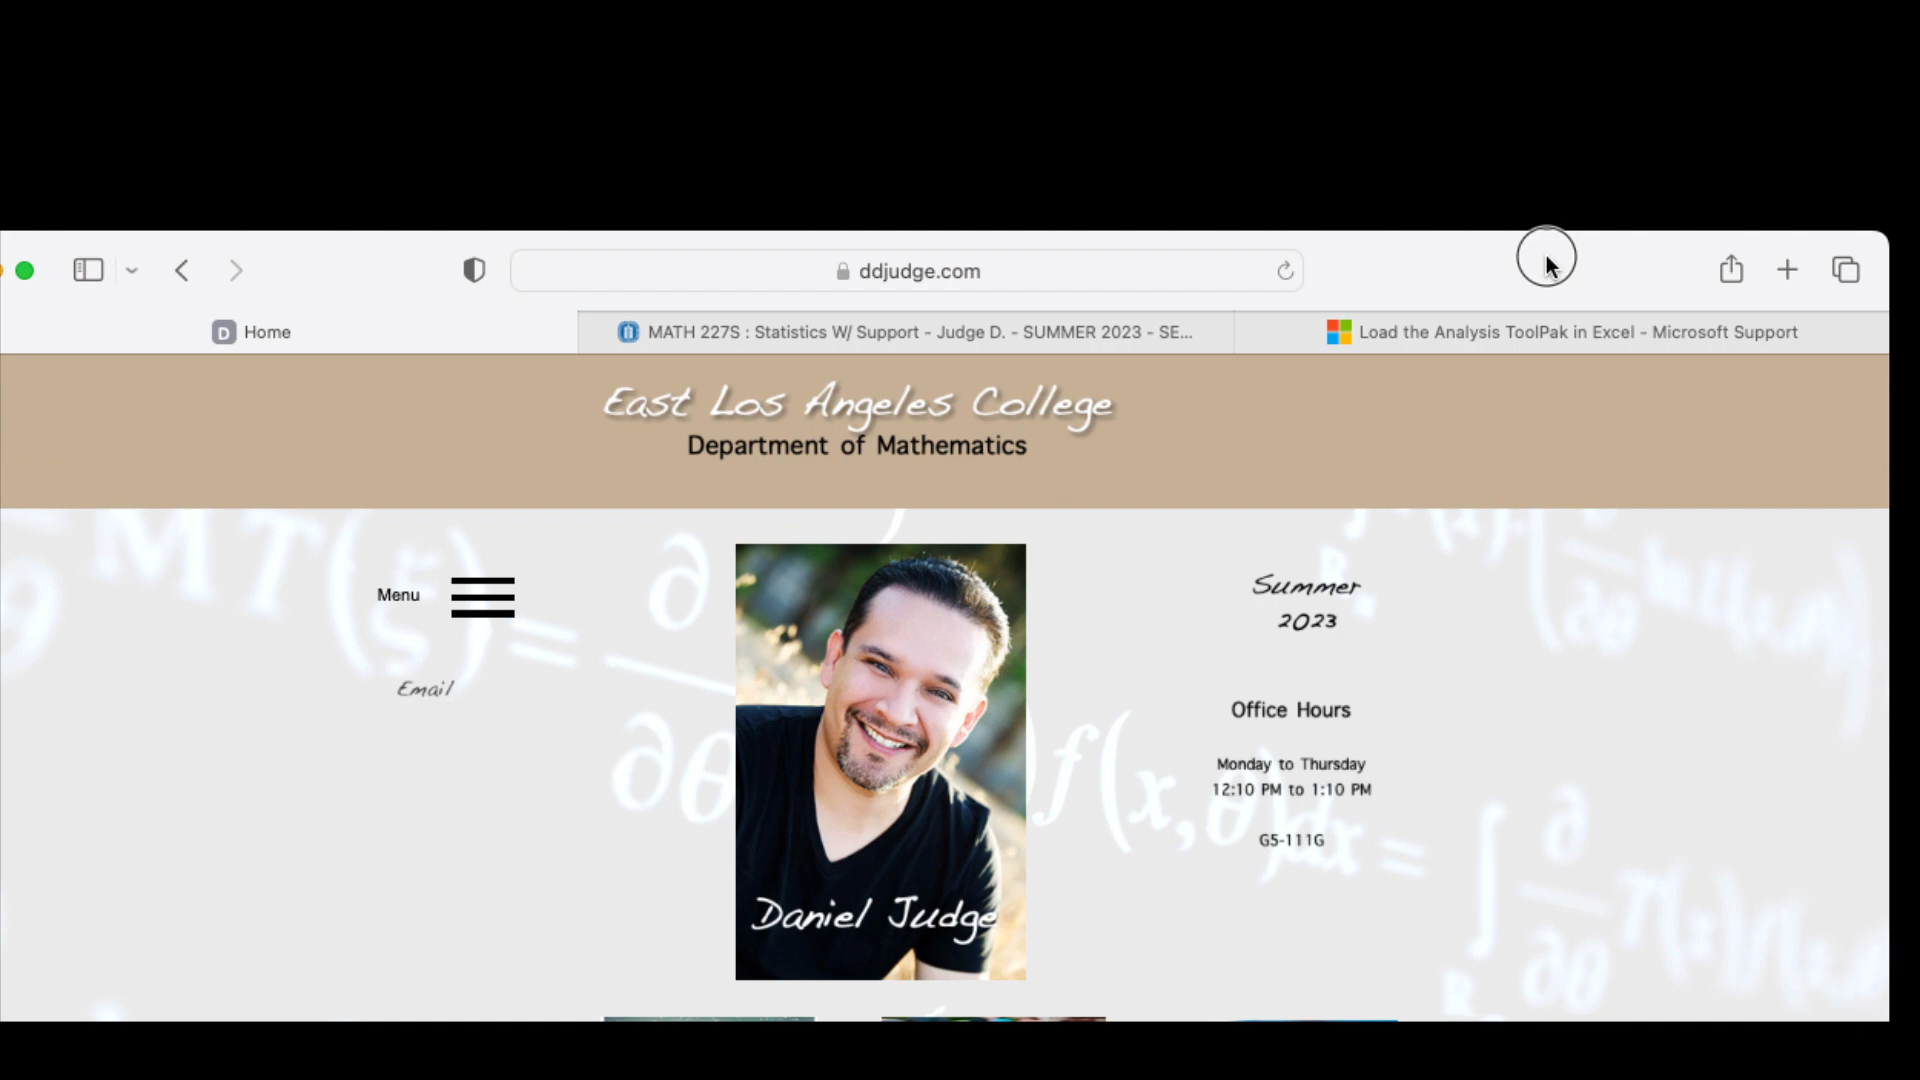 ddjudge.com
D Home
MATH 227S : Statistics W/ Support - Judge D. - SUMMER 2023 - SE...
Load the Analysis ToolPak in Excel - Microsoft Support
East Los Angeles College
Department of Mathematics
Menu
Email
Daniel Judge
Summer
2023
Office Hours
Monday to Thursday
12:10 PM to 1:10 PM
G5-111G